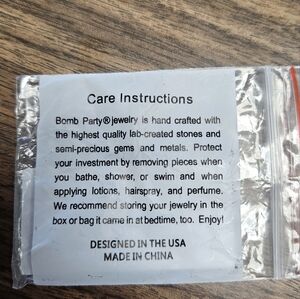 Care Instructions
Bomb Party® jewelry is hand crafted with
the highest quality lab-created stones and
semi-precious gems and metals. Protect
your investment by removing pieces when
you bathe, shower, or swim and when
applying lotions, hairspray, and perfume.
We recommend storing your jewelry in the
box or bag it came in at bedtime, too. Enjoy!
DESIGNED IN THE USA
MADE IN CHINA